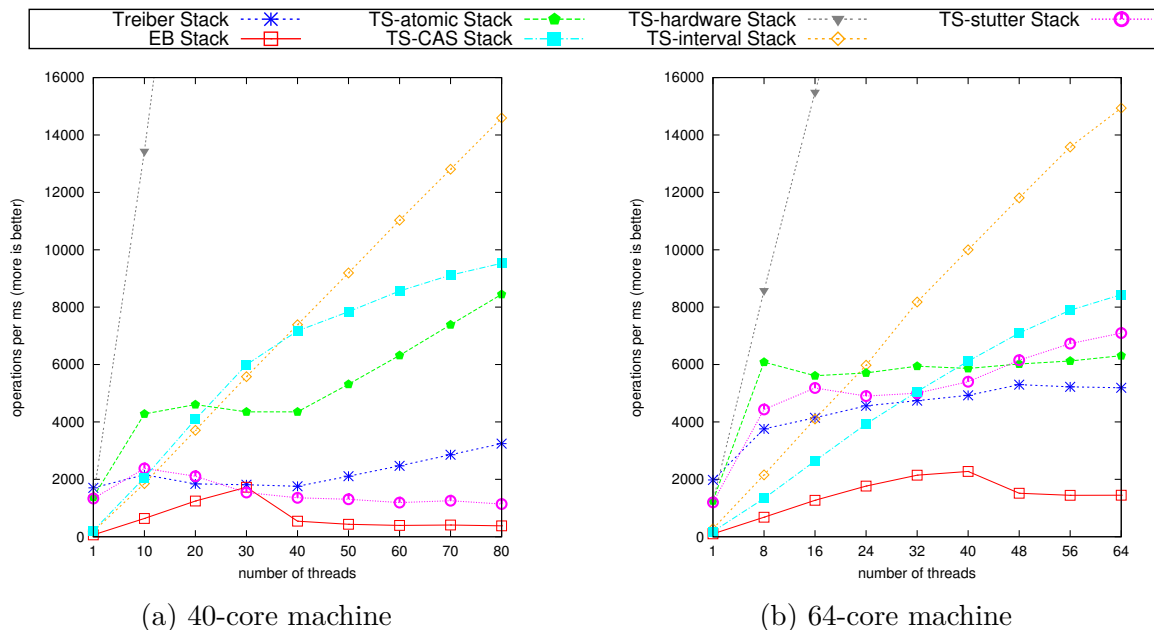 Treiber Stack TS-atomic Stack TS-hardware Stack TS-stutter Stack
EB Stack TS-CAS Stack TS-interval Stack
16000
14000
12000
10000
8000
6000
4000
2000
0
operations per ms (more is better)
1 10 20 30 40 50 60 70 80
number of threads
(a) 40-core machine
16000
14000
12000
10000
8000
6000
4000
2000
0
operations per ms (more is better)
1 8 16 24 32 40 48 56 64
number of threads
(b) 64-core machine